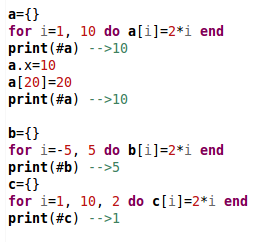 a={}
for i=1, 10 do a[i]=2*i end
print(#a) -->10
a.x=10
a[20]=20
print(#a) -->10

b={}
for i=-5, 5 do b[i]=2*i end
print(#b) -->5
c={}
for i=1, 10, 2 do c[i]=2*i end
print(#c) -->1